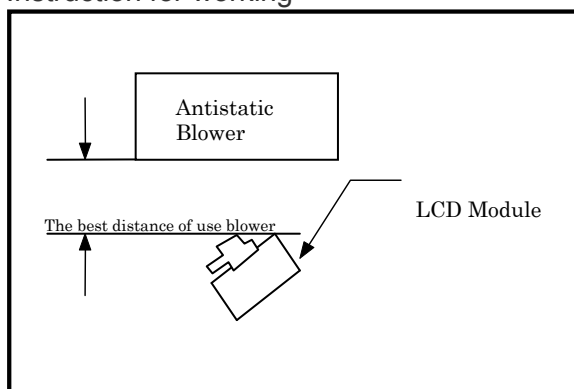 Instruction for working
Antistatic
Blower
The best distance of use blower
LCD Module